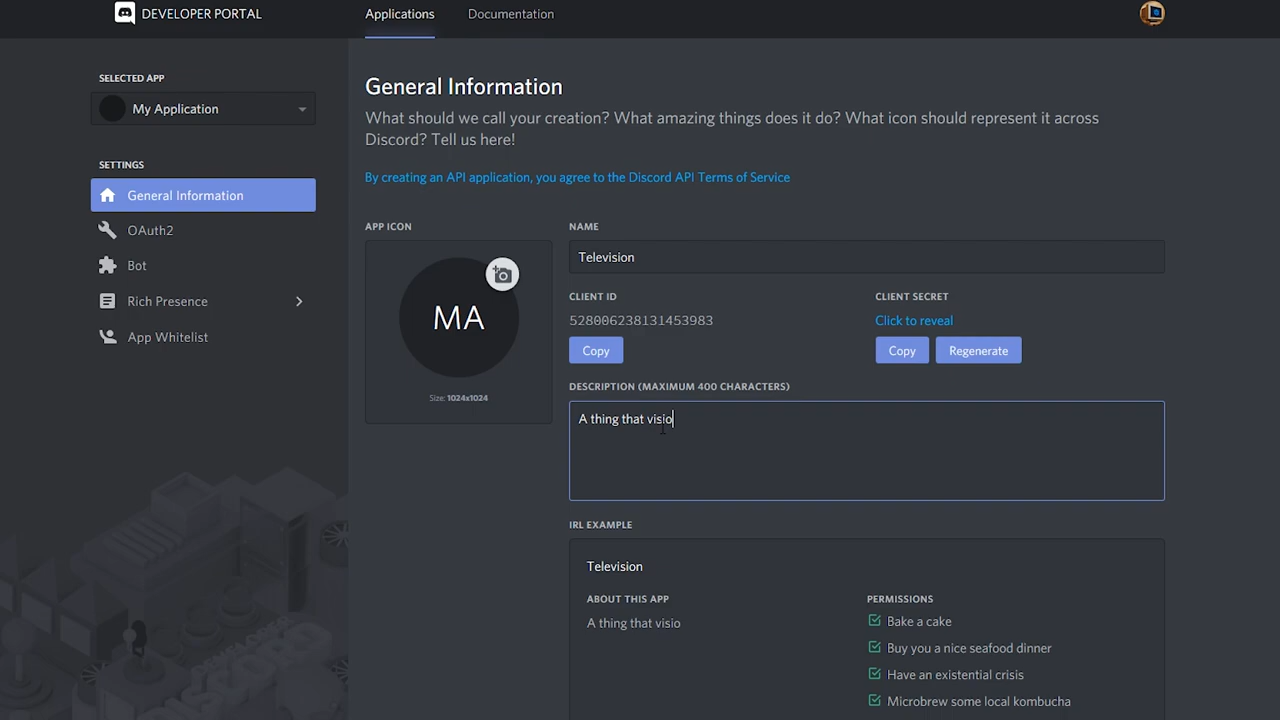 DEVELOPER PORTAL
Applications
Documentation
SELECTED APP
My Application
SETTINGS
General Information
OAuth2
Bot
Rich Presence
App Whitelist
General Information
What should we call your creation? What amazing things does it do? What icon should represent it across
Discord? Tell us here!
By creating an API application, you agree to the Discord API Terms of Service
APP ICON
MA
Size: 1024x1024
NAME
Television
CLIENT ID
528006238131453983
Copy
CLIENT SECRET
Click to reveal
Copy
Regenerate
DESCRIPTION (MAXIMUM 400 CHARACTERS)
A thing that visio
IRL EXAMPLE
Television
ABOUT THIS APP
A thing that visio
PERMISSIONS
Bake a cake
Buy you a nice seafood dinner
Have an existential crisis
Microbrew some local kombucha